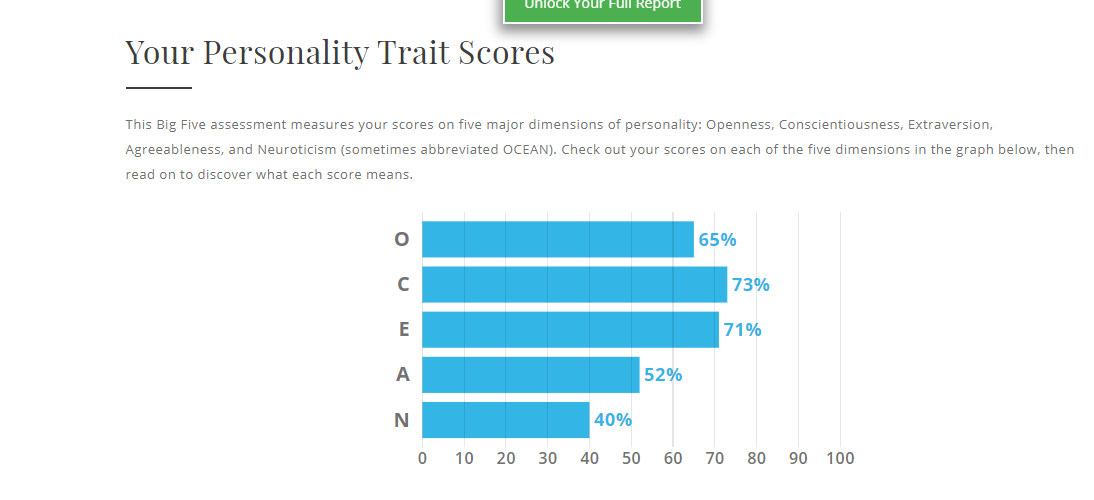 Unlock Your Full Report
Your Personality Trait Scores
This Big Five assessment measures your scores on five major dimensions of personality: Openness, Conscientiousness, Extraversion,
Agreeableness, and Neuroticism (sometimes abbreviated OCEAN). Check out your scores on each of the five dimensions in the graph below, then
read on to discover what each score means.
O 65%
C 73%
E 71%
A 52%
N 40%
0 10 20 30 40 50 60 70 80 90 100